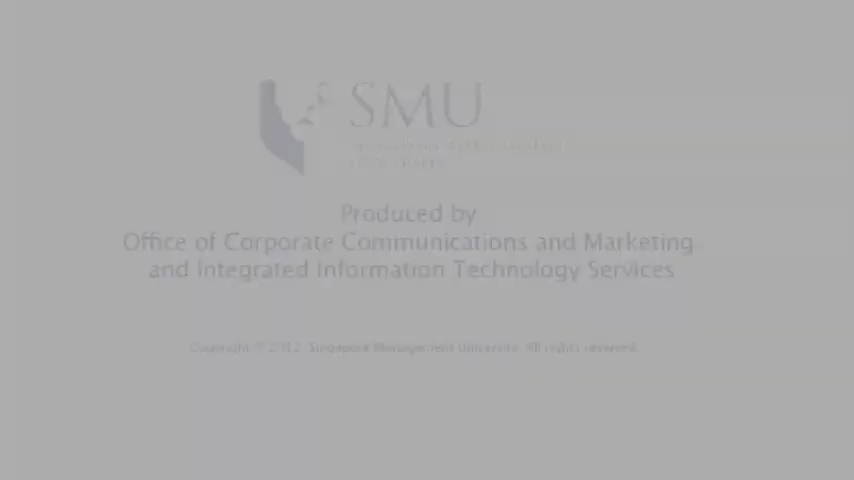 SMU
Produced by
Office of Corporate Communications and Marketing
and Integrated Information Technology Services
Copyright © 2012 Singapore Management University. All rights reserved.